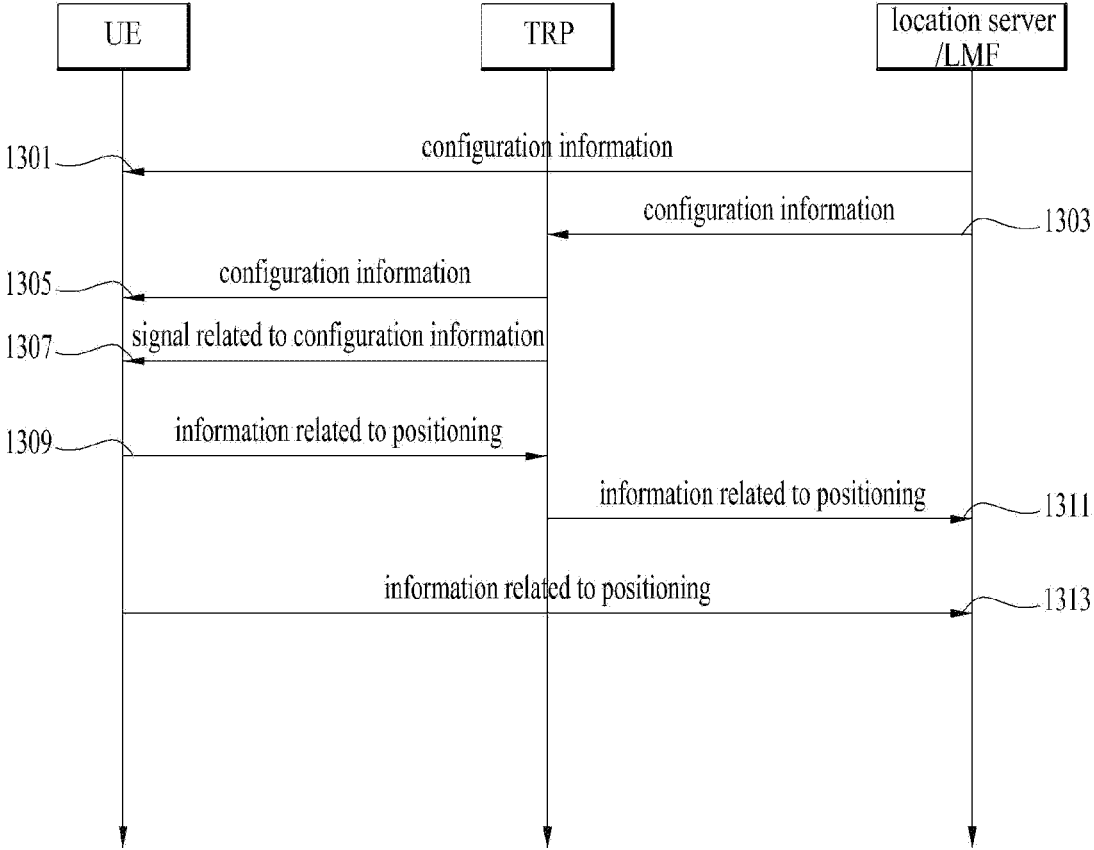 UE
TRP
location server
/LMF
1301
configuration information
configuration information
1303
1305
configuration information
1307
signal related to configuration information
1309
information related to positioning
information related to positioning
1311
information related to positioning
1313